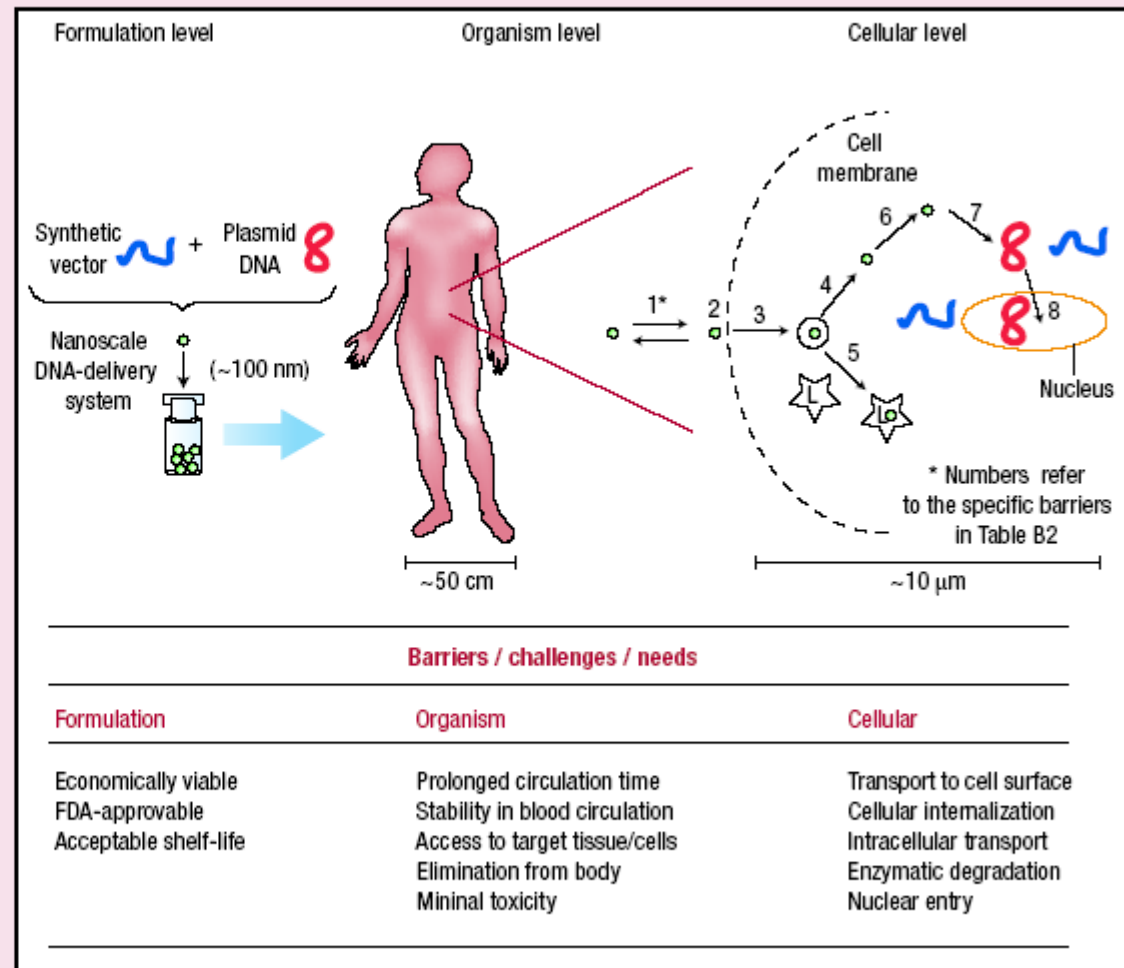 Formulation level
Organism level
Cellular level
Cell
membrane
Synthetic
vector
+
Plasmid
DNA
Nanoscale
DNA-delivery
system
(~100 nm)
1*
2
3
4
5
6
7
8
L
L
Nucleus
* Numbers refer
to the specific barriers
in Table B2
~50 cm
~10 μm
Barriers / challenges / needs
Formulation
Organism
Cellular
Economically viable
Prolonged circulation time
Transport to cell surface
FDA-approvable
Stability in blood circulation
Cellular internalization
Acceptable shelf-life
Access to target tissue/cells
Intracellular transport
Elimination from body
Enzymatic degradation
Mininal toxicity
Nuclear entry